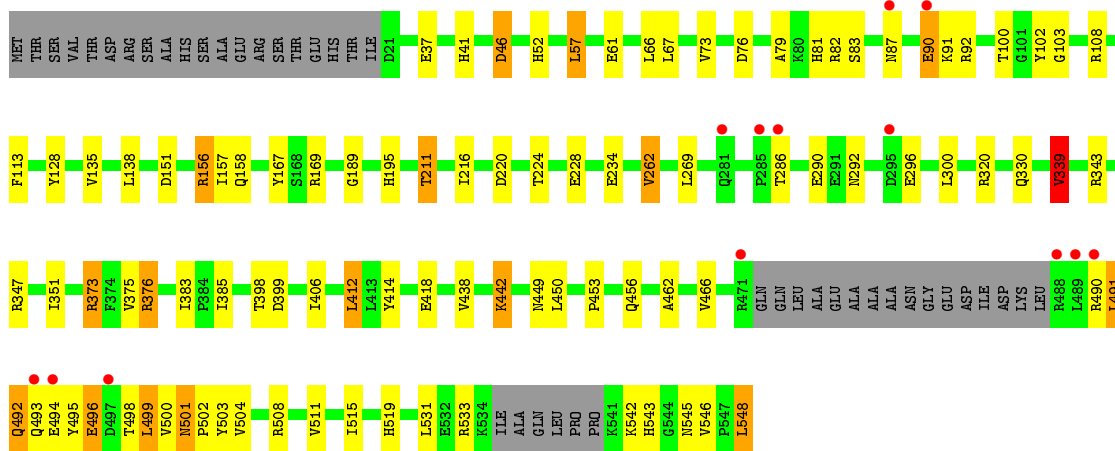 MET THR SER VAL THR ASP ARG SER ALA HIS SER ALA GLU ARG SER THR GLU HIS THR ILE D21 E37 H41 D46 H52 L57 E61 L66 L67 V73 D76 A79 K80 H81 R82 S83 N87 E90 K91 R92 T100 G101 Y102 G103 R108
F113 Y128 V135 L138 D151 R156 I157 Q158 Y167 S168 R169 G189 H195 T211 I216 D220 T224 E228 E234 V262 L269 Q281 P285 T286 E290 E291 N292 D295 E296 L300 R320 Q330 V339 R343
R347 I351 R373 F374 V375 R376 I383 P384 I385 T398 D399 I406 L412 L413 Y414 E418 V438 K442 N449 L450 P453 Q456 A462 V466 R471 GLN GLN LEU ALA GLU ALA ALA ALA ASN GLY GLU ASP ILE ASP LYS LEU R488 L489 R490 L491
Q492 Q493 E494 Y495 E496 D497 T498 L499 V500 N501 P502 Y503 V504 R508 V511 I515 H519 L531 E532 R533 K534 ILE ALA GLN LEU PRO PRO K541 K542 H543 G544 N545 V546 P547 L548